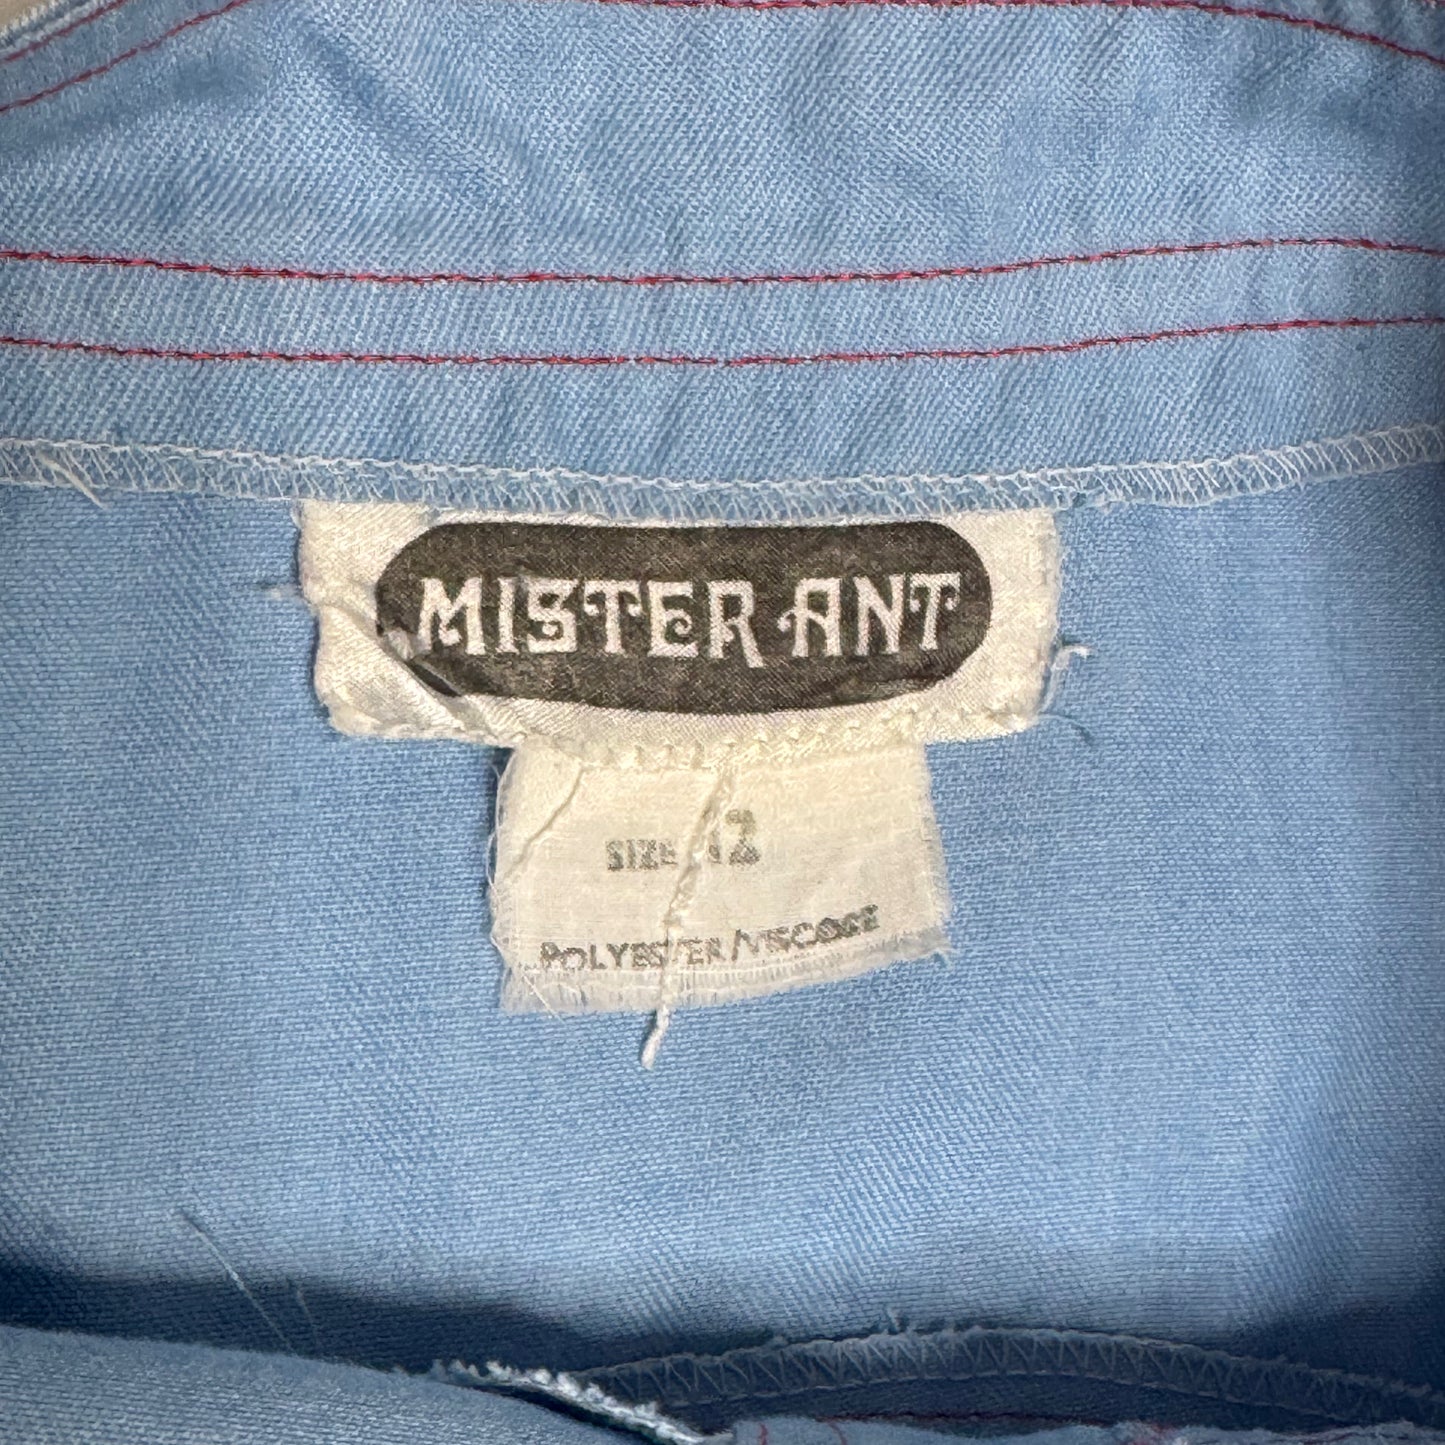 MISTER ANT
SIZE 12
POLYESTER/VISCOSE